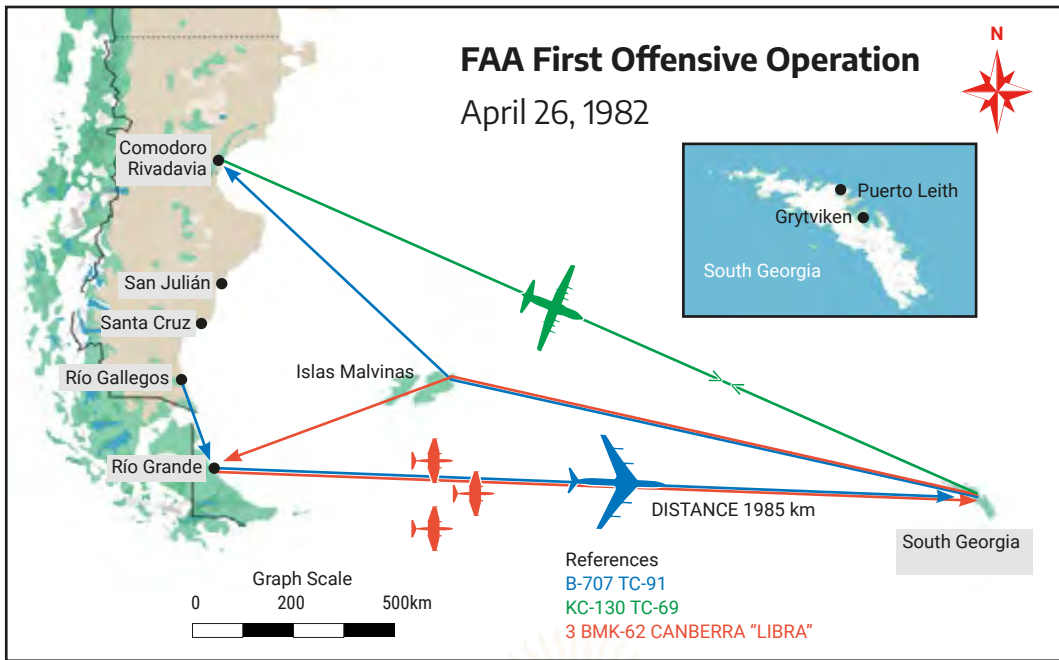 FAA First Offensive Operation
April 26, 1982
N
Comodoro
Rivadavia
San Julián
Santa Cruz
Río Gallegos
Río Grande
Islas Malvinas
Puerto Leith
Grytviken
South Georgia
DISTANCE 1985 km
South Georgia
References
B-707 TC-91
KC-130 TC-69
3 BMK-62 CANBERRA “LIBRA”
Graph Scale
0 200 500km